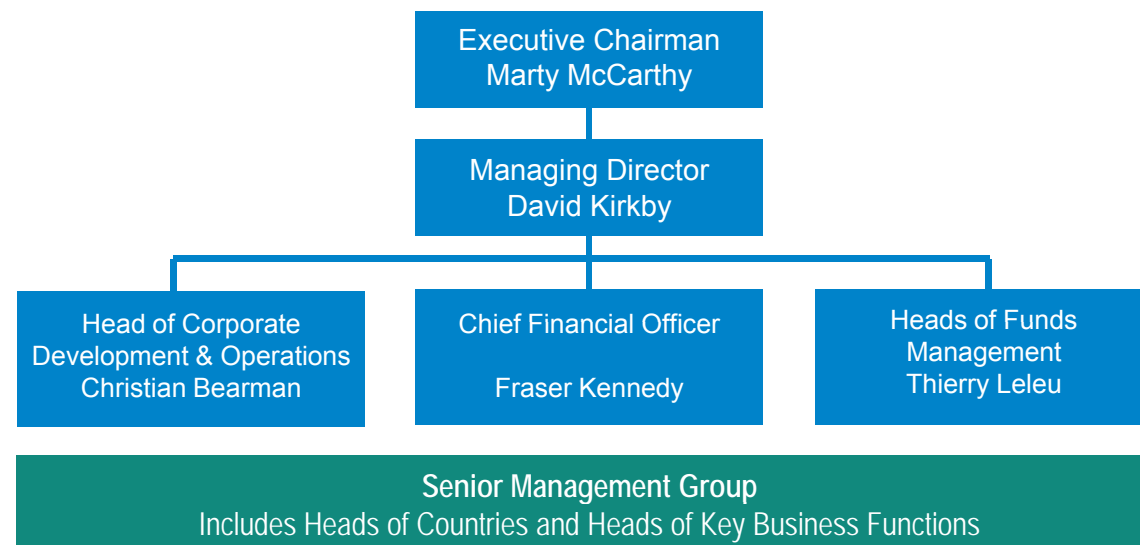 Executive Chairman
Marty McCarthy
Managing Director
David Kirkby
Head of Corporate
Development & Operations
Christian Bearman
Chief Financial Officer
Fraser Kennedy
Heads of Funds
Management
Thierry Leleu
Senior Management Group
Includes Heads of Countries and Heads of Key Business Functions